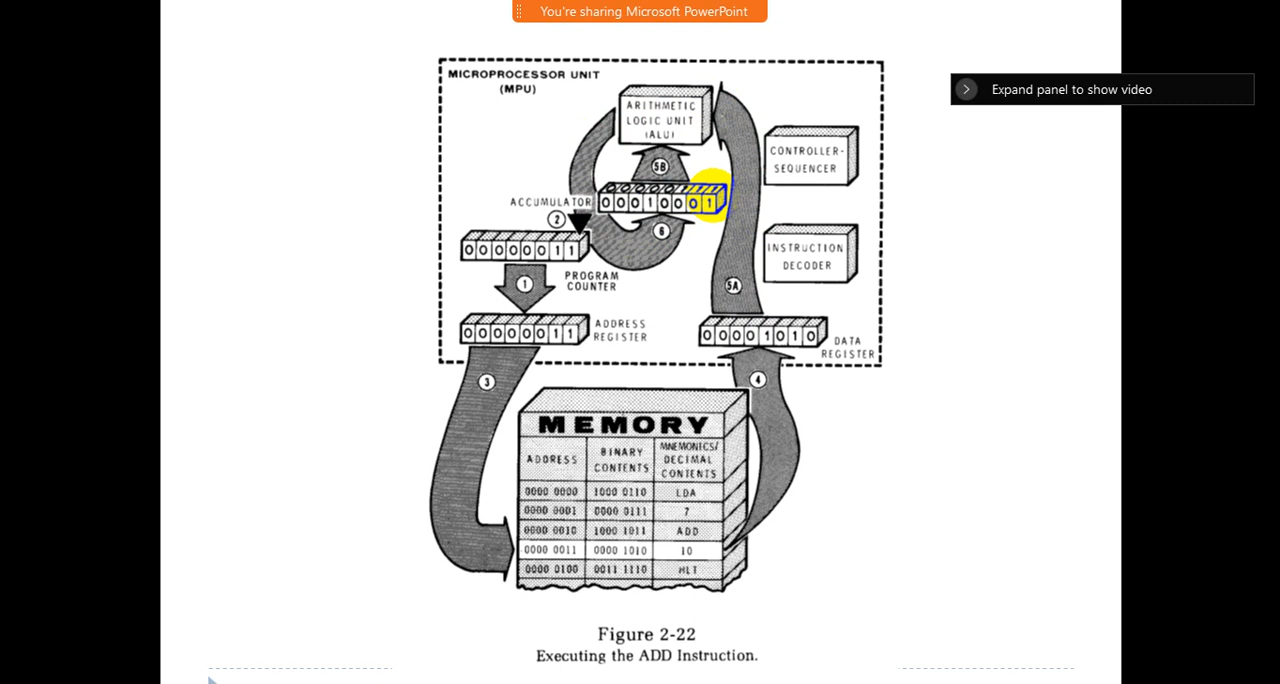 You're sharing Microsoft PowerPoint
Expand panel to show video
MICROPROCESSOR UNIT
(MPU)
ARITHMETIC
LOGIC UNIT
(ALU)
CONTROLLER-
SEQUENCER
5B
ACCUMULATOR
0 0 0 1 0 0 0 1
2
6
0 0 0 0 0 0 1 1
INSTRUCTION
DECODER
1
PROGRAM
COUNTER
5A
0 0 0 0 0 0 1 1
ADDRESS
REGISTER
0 0 0 0 1 0 1 0
DATA
REGISTER
3
4
MEMORY
ADDRESS
BINARY
CONTENTS
MNEMONICS/
DECIMAL
CONTENTS
0000 0000 1000 0110 LDA
0000 0001 0000 0111 7
0000 0010 1000 1011 ADD
0000 0011 0000 1010 10
0000 0100 0011 1110 HLT
Figure 2-22
Executing the ADD Instruction.